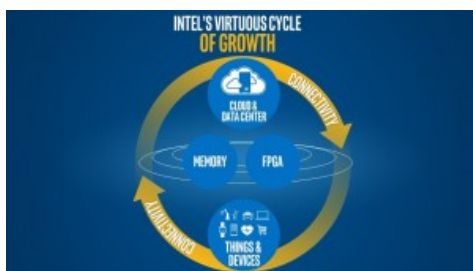 INTEL'S VIRTUOUS CYCLE
OF GROWTH
CONNECTIVITY
CLOUD &
DATA CENTER
MEMORY
FPGA
CONNECTIVITY
THINGS &
DEVICES